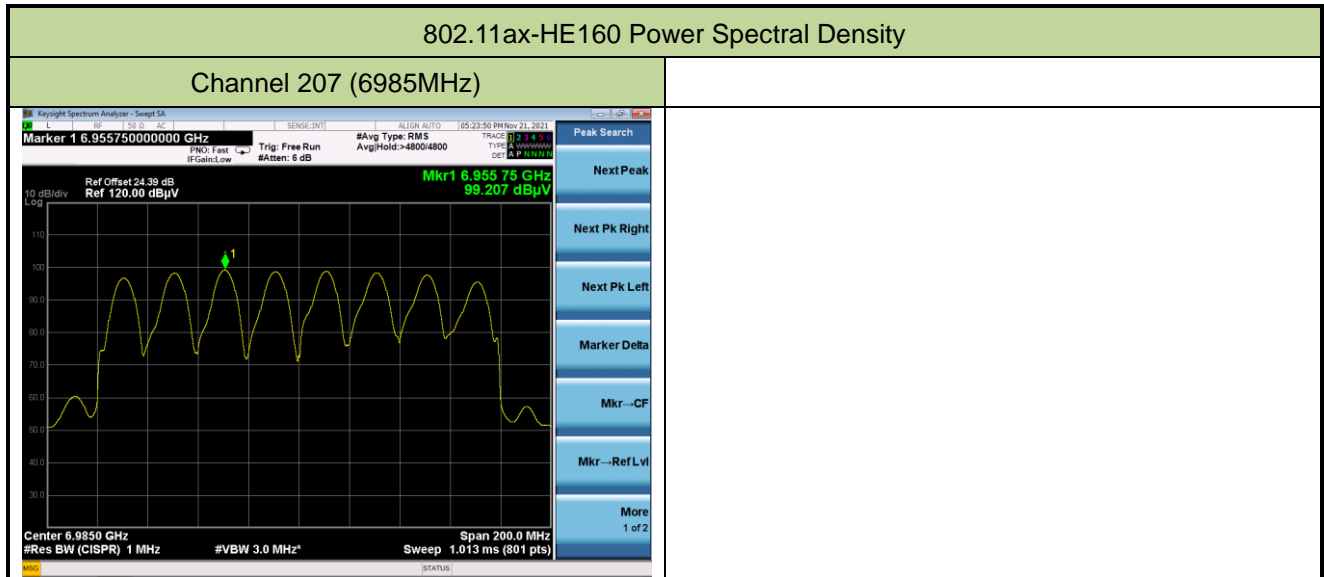 802.11ax-HE160 Power Spectral Density
Channel 207 (6985MHz)
Keysight Spectrum Analyzer - Swept SA
L RF 50 Ω AC SENSE:INT ALIGN AUTO 05:23:50 PM Nov 21, 2021
Marker 1 6.955750000000 GHz
PNO: Fast
IFGain:Low
Trig: Free Run
#Atten: 6 dB
#Avg Type: RMS
Avg|Hold:>4800/4800
TRACE 1 2 3 4 5 6
TYPE A WWWWW
DET A P N N N N
Peak Search
Mkr1 6.955 75 GHz
99.207 dBµV
Ref Offset 24.39 dB
10 dB/div Ref 120.00 dBµV
Log
110
100
90.0
80.0
70.0
60.0
50.0
40.0
30.0
1
Next Peak
Next Pk Right
Next Pk Left
Marker Delta
Mkr→CF
Mkr→Ref Lvl
More
1 of 2
Center 6.9850 GHz Span 200.0 MHz
#Res BW (CISPR) 1 MHz #VBW 3.0 MHz* Sweep 1.013 ms (801 pts)
MSG STATUS